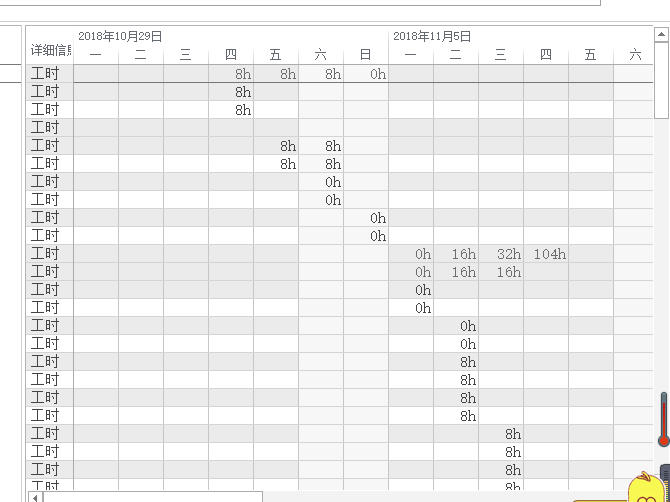 2018年10月29日 2018年11月5日
详细信息 一 二 三 四 五 六 日 一 二 三 四 五 六
工时 8h 8h 8h 0h
工时 8h
工时 8h
工时
工时 8h 8h
工时 8h 8h
工时 0h
工时 0h
工时 0h
工时 0h
工时 0h 16h 32h 104h
工时 0h 16h 16h
工时 0h
工时 0h
工时 0h
工时 0h
工时 8h
工时 8h
工时 8h
工时 8h
工时 8h
工时 8h
工时 8h
工时 8h